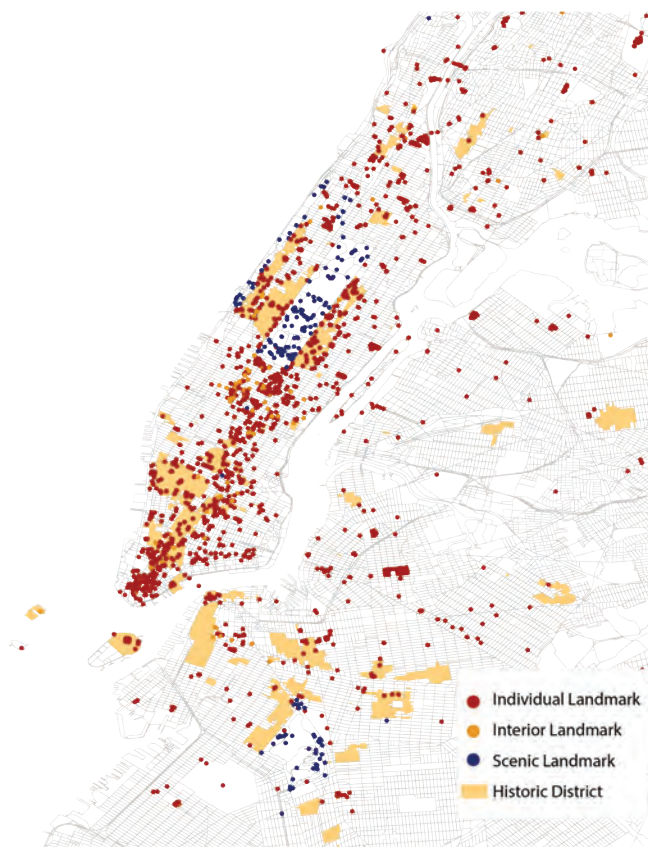 Individual Landmark
Interior Landmark
Scenic Landmark
Historic District